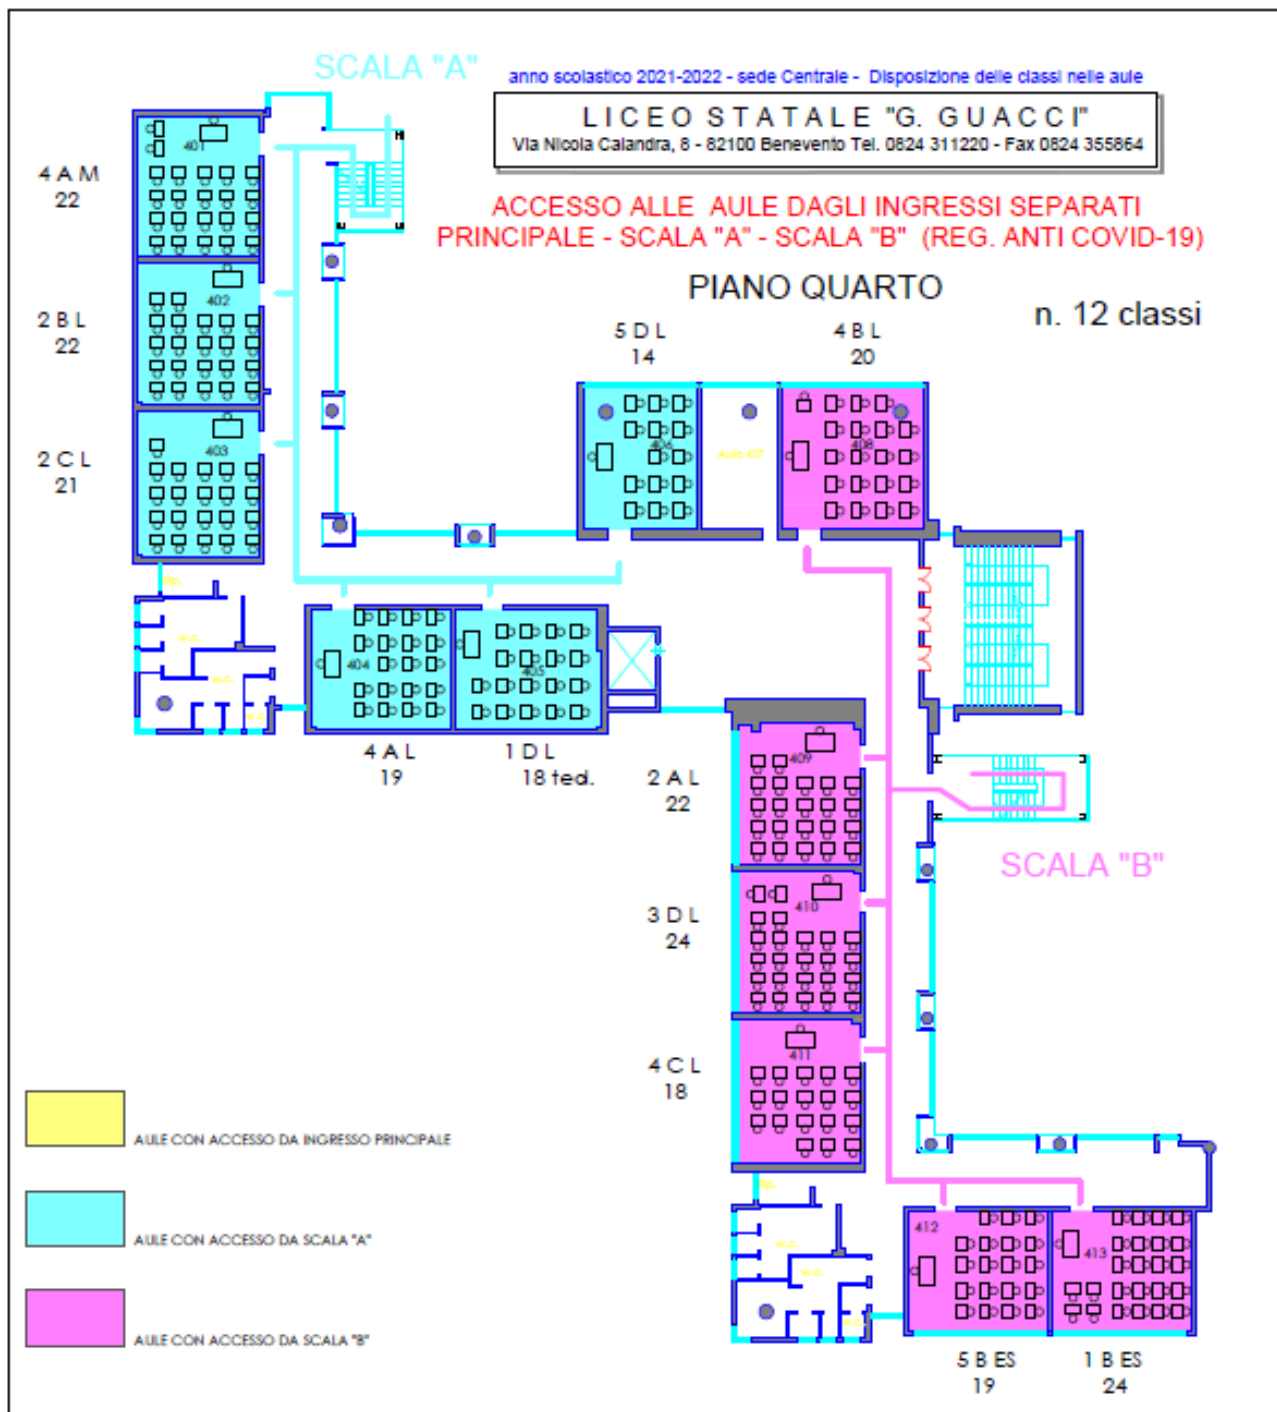 SCALA "A"
anno scolastico 2021-2022 - sede Centrale - Disposizione delle classi nelle aule
LICEO STATALE "G. GUACCI"
Via Nicola Calandra, 8 - 82100 Benevento Tel. 0824 311220 - Fax 0824 355864
ACCESSO ALLE AULE DAGLI INGRESSI SEPARATI
PRINCIPALE - SCALA "A" - SCALA "B" (REG. ANTI COVID-19)
PIANO QUARTO
n. 12 classi
401
4 A M
22
402
2 B L
22
403
2 C L
21
5 D L
14
406
Aula 407
4 B L
20
408
W.C.
W.C.
W.C.
404
405
4 A L
19
1 D L
18 ted.
409
2 A L
22
SCALA "B"
410
3 D L
24
411
4 C L
18
AULE CON ACCESSO DA INGRESSO PRINCIPALE
AULE CON ACCESSO DA SCALA "A"
AULE CON ACCESSO DA SCALA "B"
W.C.
W.C.
W.C.
412
413
5 B ES
19
1 B ES
24